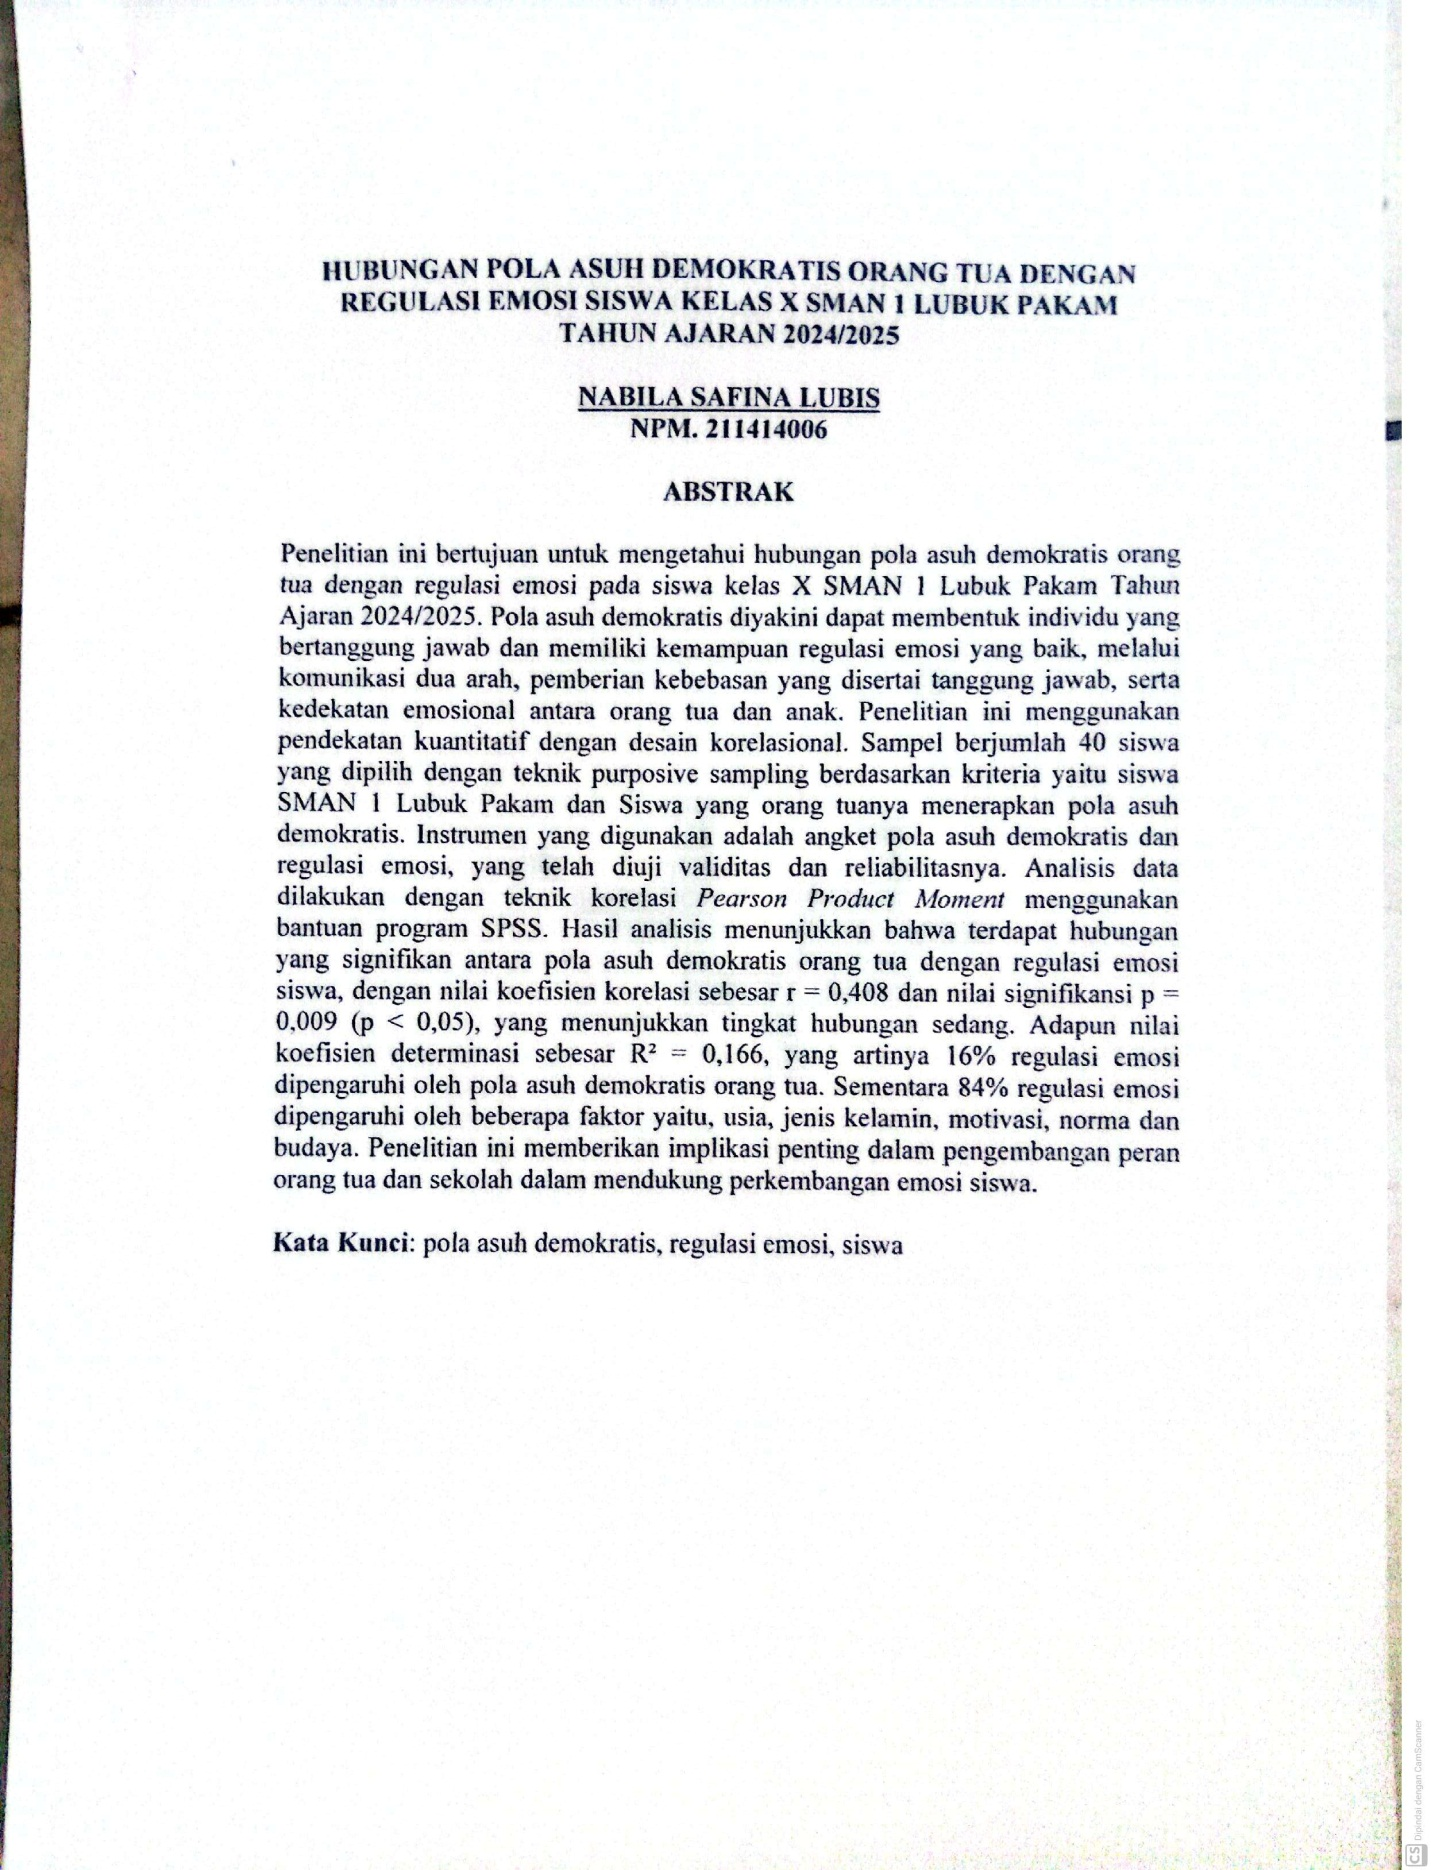 HUBUNGAN POLA ASUH DEMOKRATIS ORANG TUA DENGAN
REGULASI EMOSI SISWA KELAS X SMAN 1 LUBUK PAKAM
TAHUN AJARAN 2024/2025
NABILA SAFINA LUBIS
NPM. 211414006
ABSTRAK
Penelitian ini bertujuan untuk mengetahui hubungan pola asuh demokratis orang
tua dengan regulasi emosi pada siswa kelas X SMAN 1 Lubuk Pakam Tahun
Ajaran 2024/2025. Pola asuh demokratis diyakini dapat membentuk individu yang
bertanggung jawab dan memiliki kemampuan regulasi emosi yang baik, melalui
komunikasi dua arah, pemberian kebebasan yang disertai tanggung jawab, serta
kedekatan emosional antara orang tua dan anak. Penelitian ini menggunakan
pendekatan kuantitatif dengan desain korelasional. Sampel berjumlah 40 siswa
yang dipilih dengan teknik purposive sampling berdasarkan kriteria yaitu siswa
SMAN 1 Lubuk Pakam dan Siswa yang orang tuanya menerapkan pola asuh
demokratis. Instrumen yang digunakan adalah angket pola asuh demokratis dan
regulasi emosi, yang telah diuji validitas dan reliabilitasnya. Analisis data
dilakukan dengan teknik korelasi Pearson Product Moment menggunakan
bantuan program SPSS. Hasil analisis menunjukkan bahwa terdapat hubungan
yang signifikan antara pola asuh demokratis orang tua dengan regulasi emosi
siswa, dengan nilai koefisien korelasi sebesar r = 0,408 dan nilai signifikansi p =
0,009 (p < 0,05), yang menunjukkan tingkat hubungan sedang. Adapun nilai
koefisien determinasi sebesar R² = 0,166, yang artinya 16% regulasi emosi
dipengaruhi oleh pola asuh demokratis orang tua. Sementara 84% regulasi emosi
dipengaruhi oleh beberapa faktor yaitu, usia, jenis kelamin, motivasi, norma dan
budaya. Penelitian ini memberikan implikasi penting dalam pengembangan peran
orang tua dan sekolah dalam mendukung perkembangan emosi siswa.
Kata Kunci: pola asuh demokratis, regulasi emosi, siswa
CS Dipindai dengan CamScanner